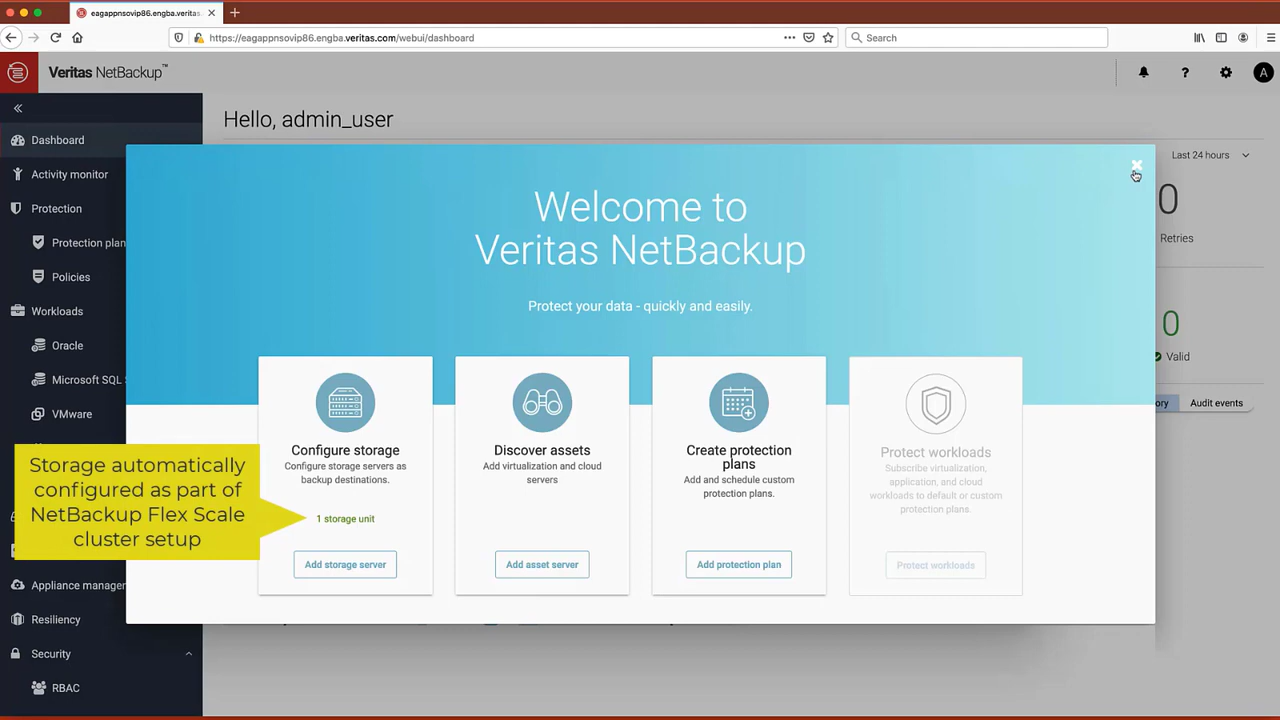 eagappnsovip86.engba.veritas.
https://eagappnsovip86.engba.veritas.com/webui/dashboard
Search
Veritas NetBackup™
A
Hello, admin_user
Dashboard
Activity monitor
Protection
Protection plan
Policies
Workloads
Oracle
Microsoft SQL S
VMware
Appliance manager
Resiliency
Security
RBAC
Last 24 hours
0
Retries
0
Valid
ory
Audit events
Welcome to
Veritas NetBackup
Protect your data - quickly and easily.
Configure storage
Configure storage servers as
backup destinations.
1 storage unit
Add storage server
Discover assets
Add virtualization and cloud
servers
Add asset server
Create protection
plans
Add and schedule custom
protection plans.
Add protection plan
Protect workloads
Subscribe virtualization,
application, and cloud
workloads to default or custom
protection plans.
Protect workloads
Storage automatically
configured as part of
NetBackup Flex Scale
cluster setup